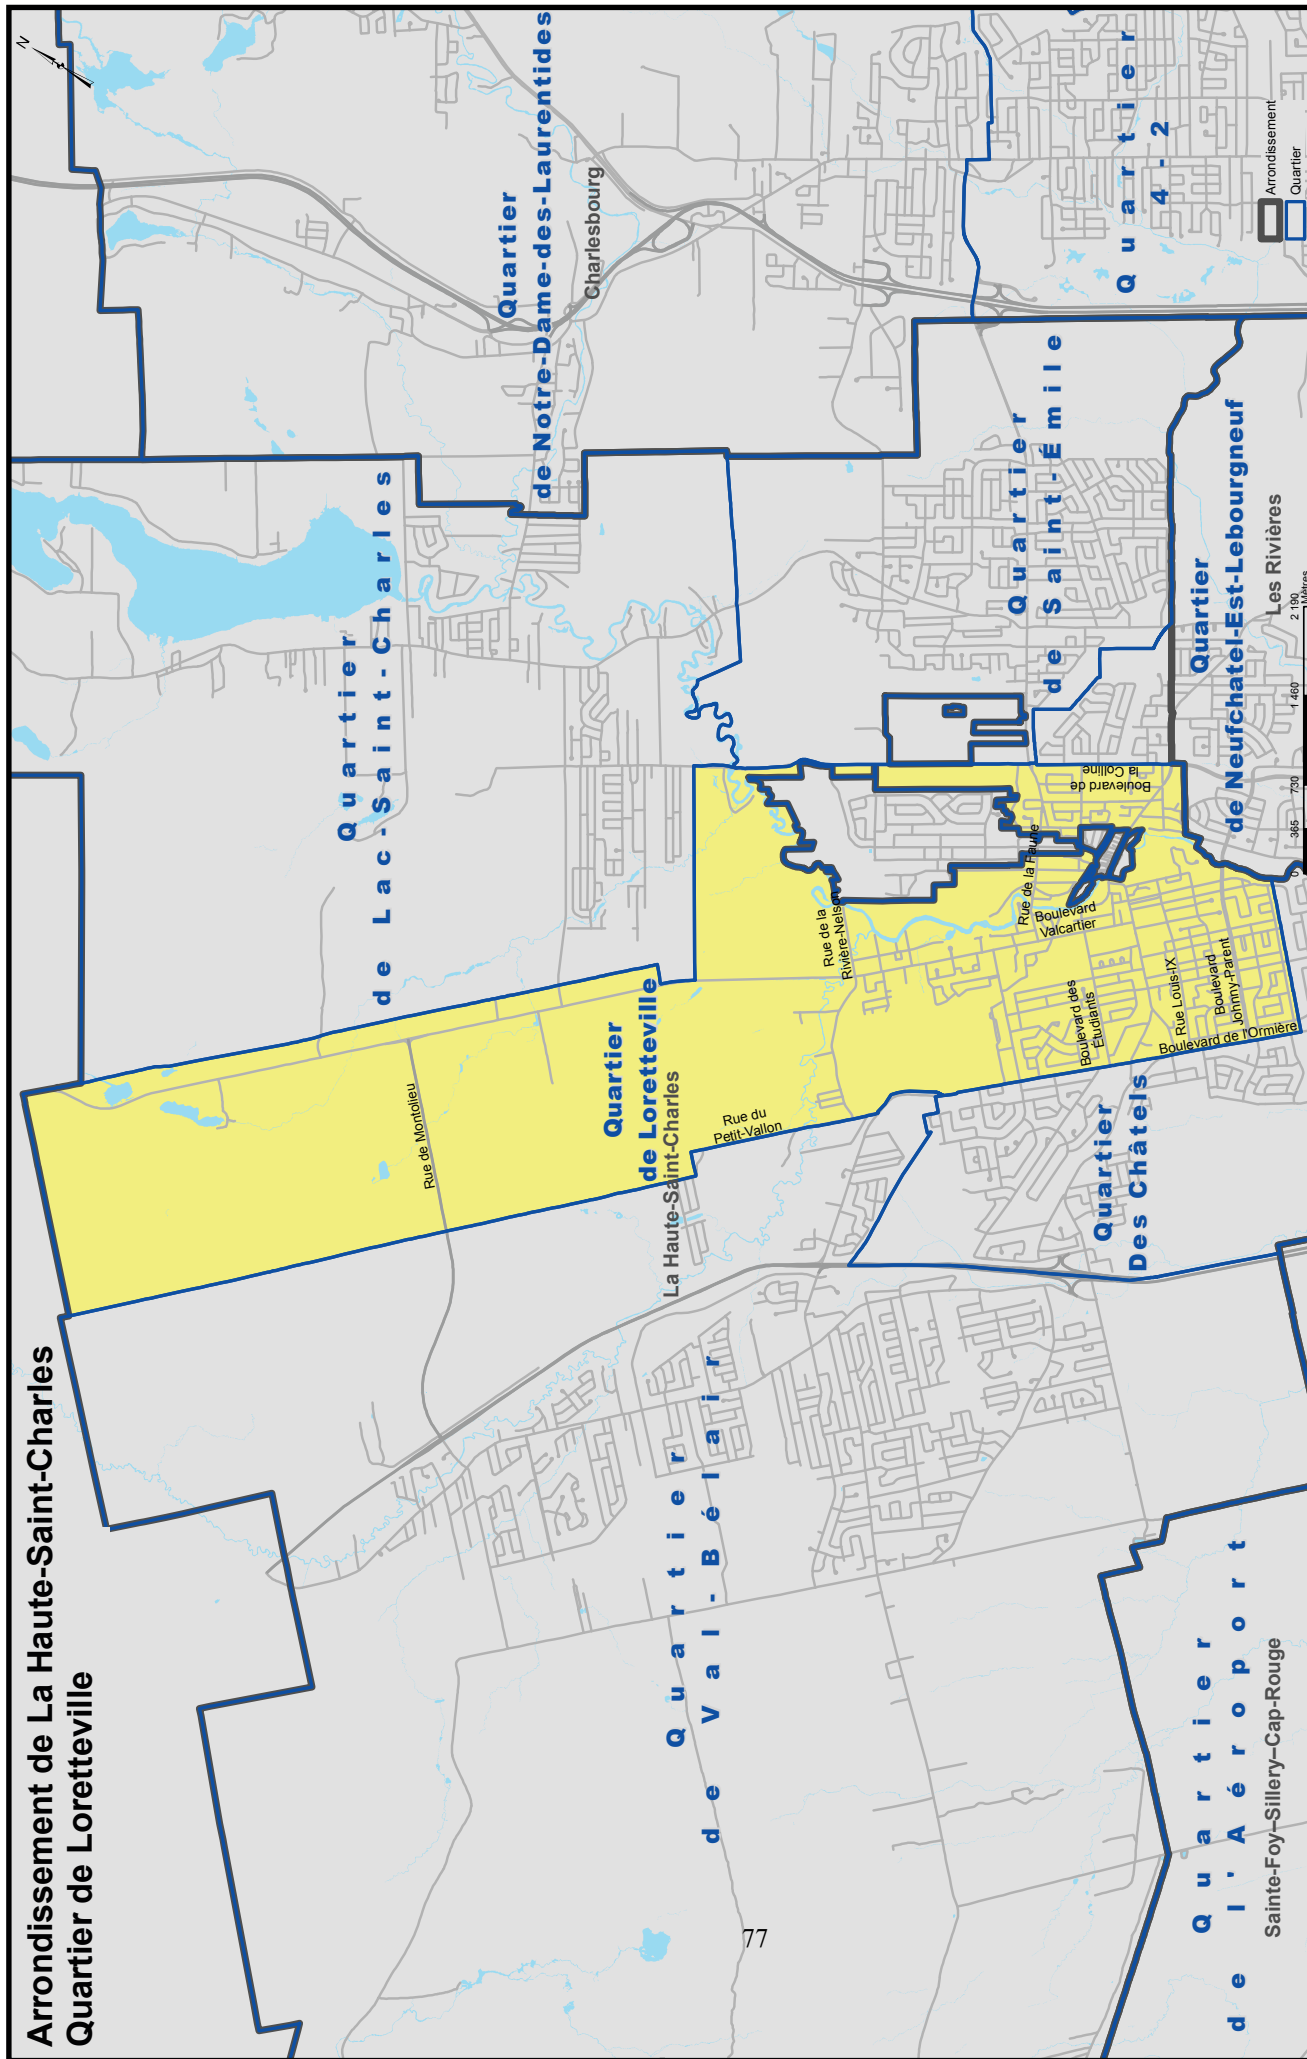 Arrondissement de La Haute-Saint-Charles
Quartier de Loretteville
N
Quartier
de Lac-Saint-Charles
Quartier
de Notre-Dame-des-Laurentides
Charlesbourg
Quartier
4-2
Quartier
de Saint-Émile
Quartier
de Neufchatel-Est-Lebourgneuf
Les Rivières
Quartier
de Loretteville
La Haute-Saint-Charles
Rue de Montolieu
Rue du
Petit-Vallon
Rue de la
Rivière-Nelson
Rue de la Faune
Boulevard
Valcartier
Boulevard de
la Colline
Boulevard des
Étudiants
Rue Louis-IX
Boulevard
Johnny-Parent
Boulevard de l'Ormière
Quartier
Des Châtels
Quartier
de Val-Bélair
Quartier
de l'Aéroport
Sainte-Foy–Sillery–Cap-Rouge
Arrondissement
Quartier
0 365 730 1 460 2 190
Mètres
77